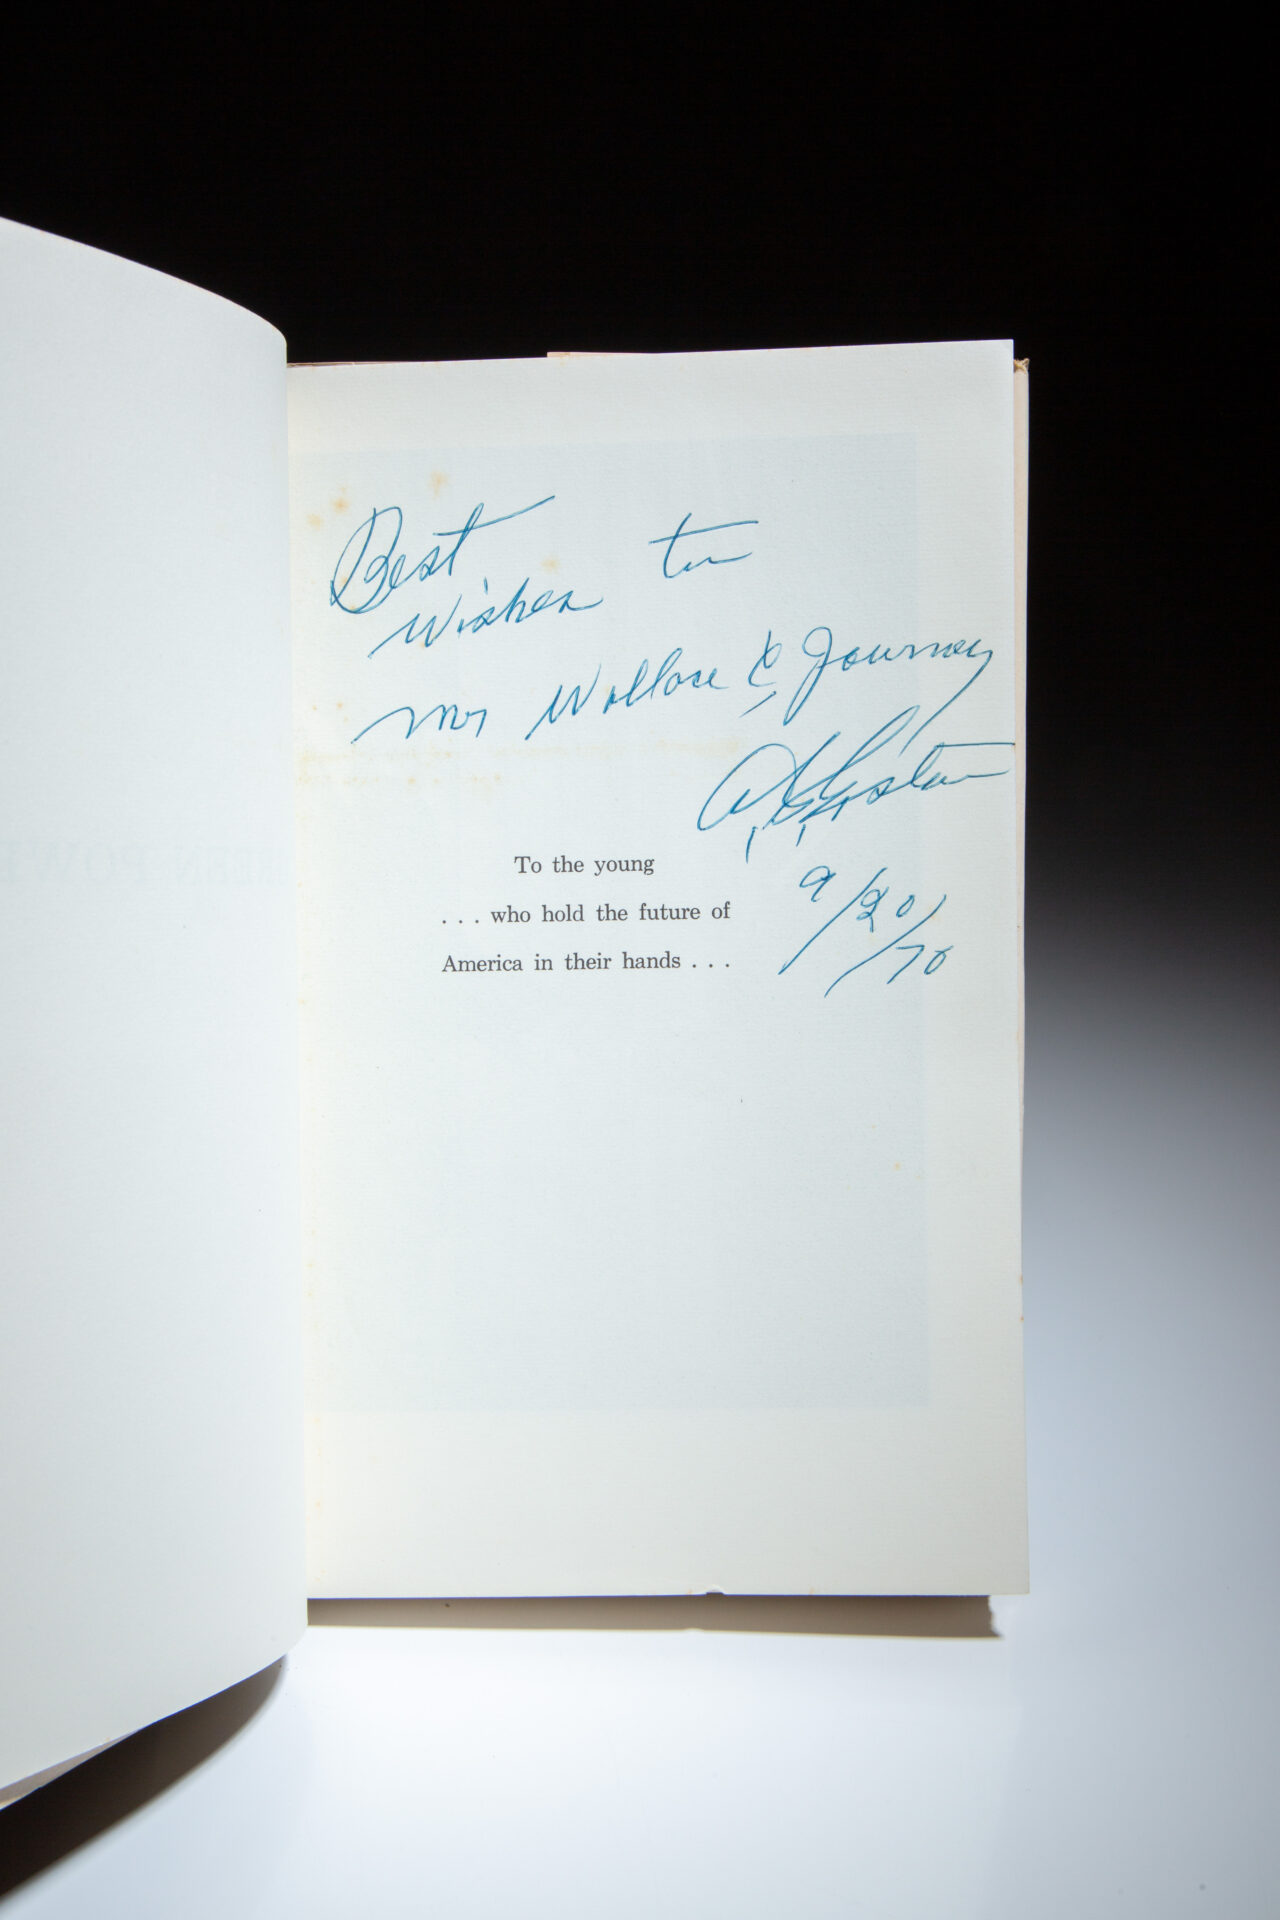 Best
Wishes to
Mr Wallace E, Journey
A. G. Gaston
9/20/70
To the young
. . . who hold the future of
America in their hands . . .